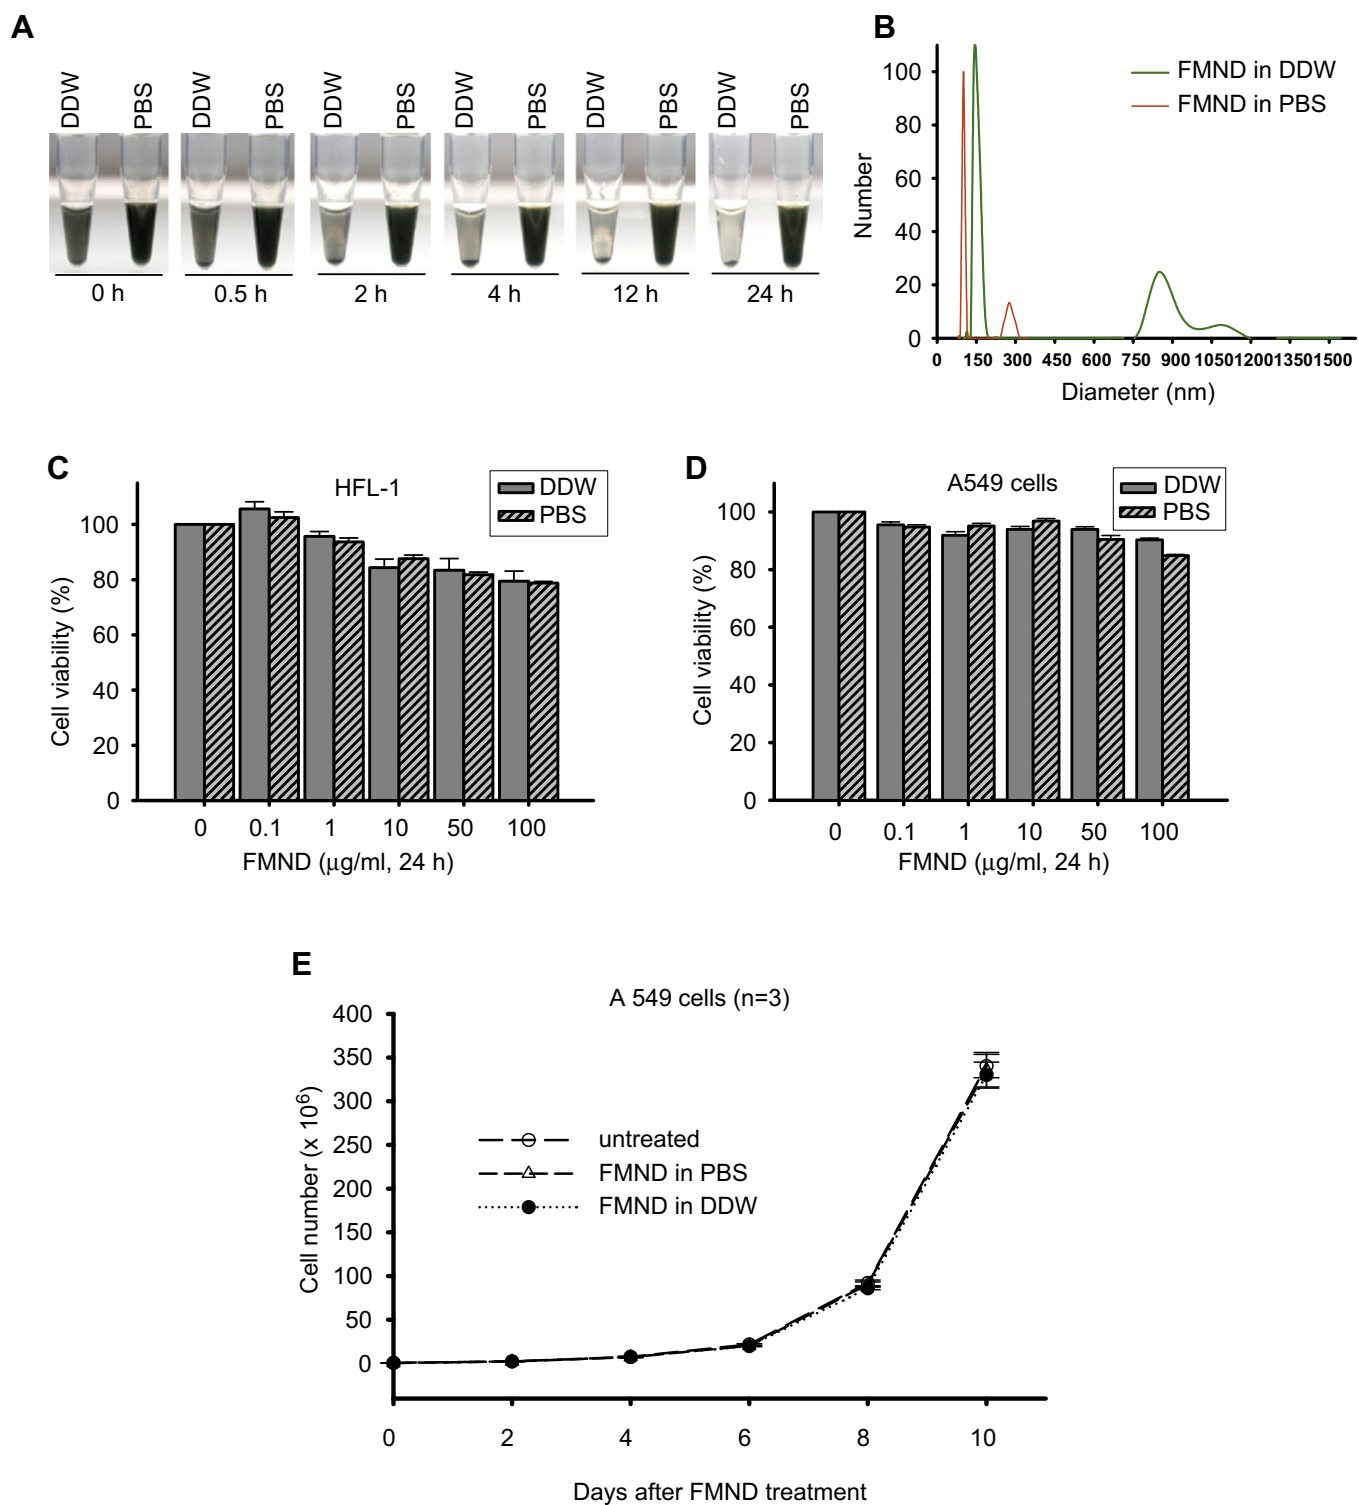 A
DDW PBS DDW PBS DDW PBS DDW PBS DDW PBS DDW PBS
0 h 0.5 h 2 h 4 h 12 h 24 h
B
FMND in DDW
FMND in PBS
Number
100
80
60
40
20
0
0 150 300 450 600 750 900 1050 1200 1350 1500
Diameter (nm)
C
HFL-1
DDW
PBS
Cell viability (%)
100
80
60
40
20
0
0 0.1 1 10 50 100
FMND (μg/ml, 24 h)
D
A549 cells
DDW
PBS
Cell viability (%)
100
80
60
40
20
0
0 0.1 1 10 50 100
FMND (μg/ml, 24 h)
E
A 549 cells (n=3)
Cell number (x 10⁶)
400
350
300
250
200
150
100
50
0
untreated
FMND in PBS
FMND in DDW
0 2 4 6 8 10
Days after FMND treatment